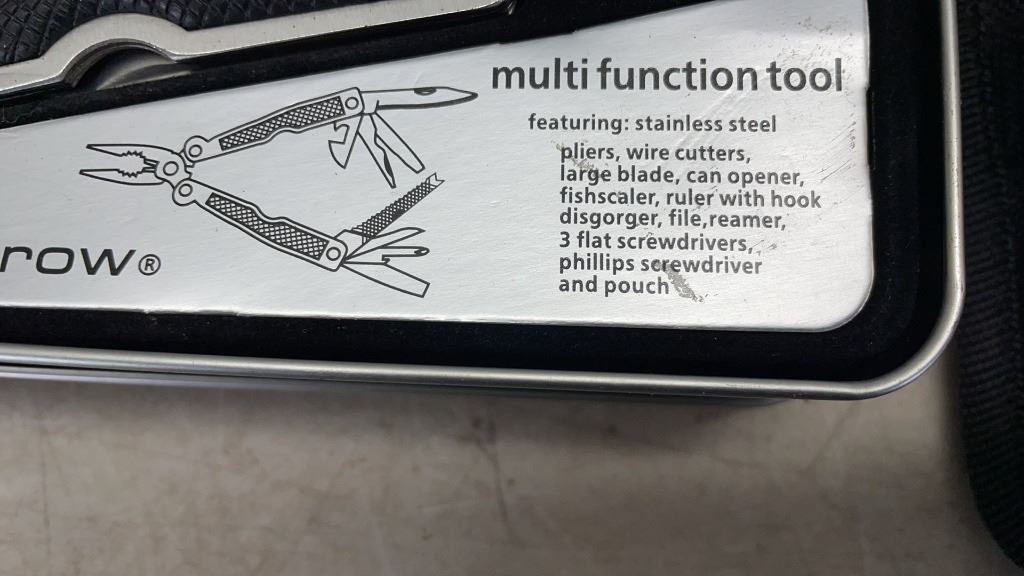 multi function tool
featuring: stainless steel
pliers, wire cutters,
large blade, can opener,
fishscaler, ruler with hook
disgorger, file,reamer,
3 flat screwdrivers,
phillips screwdriver
and pouch
row®